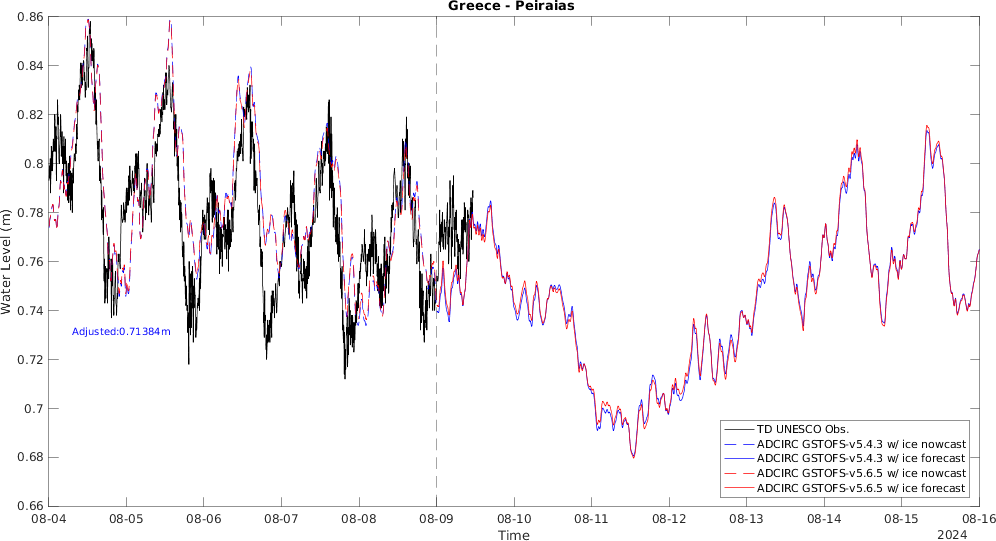 Greece - Peiraias
0.86
0.84
0.82
0.8
0.78
0.76
0.74
0.72
0.7
0.68
0.66
Water Level (m)
Adjusted:0.71384m
TD UNESCO Obs.
ADCIRC GSTOFS-v5.4.3 w/ ice nowcast
ADCIRC GSTOFS-v5.4.3 w/ ice forecast
ADCIRC GSTOFS-v5.6.5 w/ ice nowcast
ADCIRC GSTOFS-v5.6.5 w/ ice forecast
08-04 08-05 08-06 08-07 08-08 08-09 08-10 08-11 08-12 08-13 08-14 08-15 08-16
Time
2024